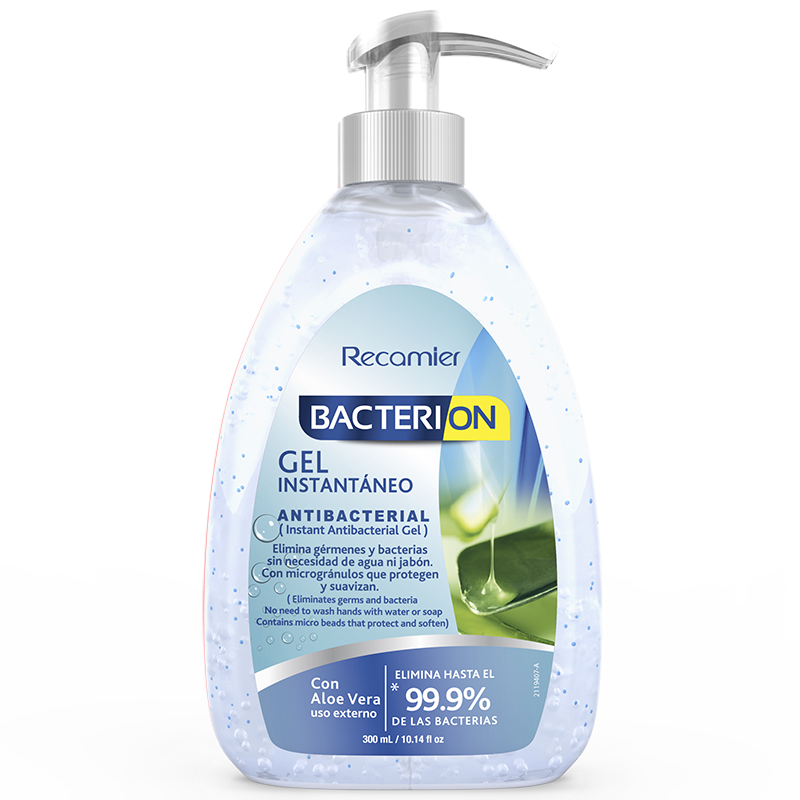 Recamier
BACTERION
GEL
INSTANTÁNEO
ANTIBACTERIAL
( Instant Antibacterial Gel )
Elimina gérmenes y bacterias
sin necesidad de agua ni jabón.
Con microgránulos que protegen
y suavizan.
( Eliminates germs and bacteria
No need to wash hands with water or soap
Contains micro beads that protect and soften)
Con
Aloe Vera
uso externo
ELIMINA HASTA EL
* 99.9%
DE LAS BACTERIAS
300 mL / 10.14 fl oz
2119407-A